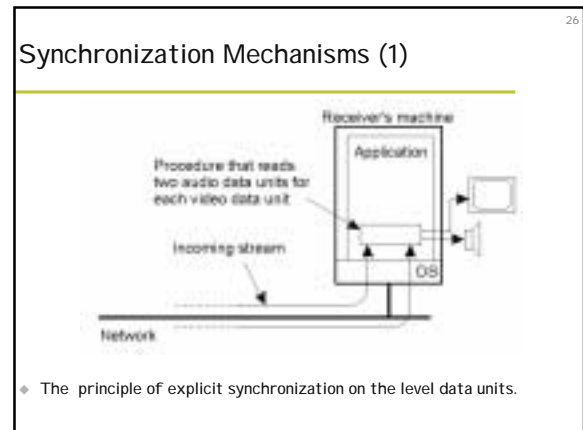 26
Synchronization Mechanisms (1)
Receiver's machine
Application
Procedure that reads
two audio data units for
each video data unit
Incoming stream
OS
Network
The principle of explicit synchronization on the level data units.